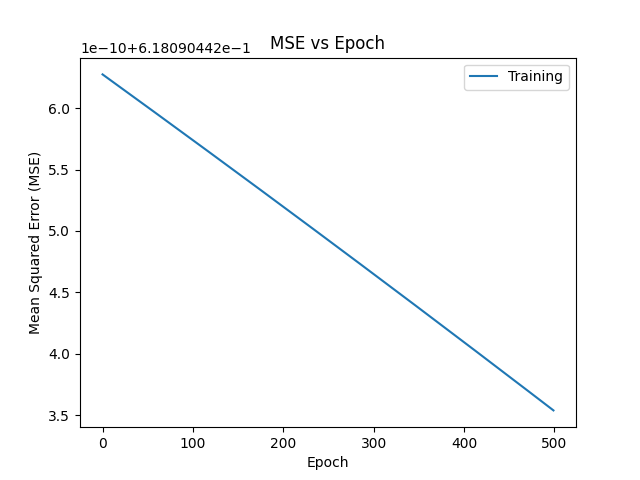 MSE vs Epoch
1e−10+6.18090442e−1
Training
6.0
5.5
5.0
4.5
4.0
3.5
Mean Squared Error (MSE)
0 100 200 300 400 500
Epoch